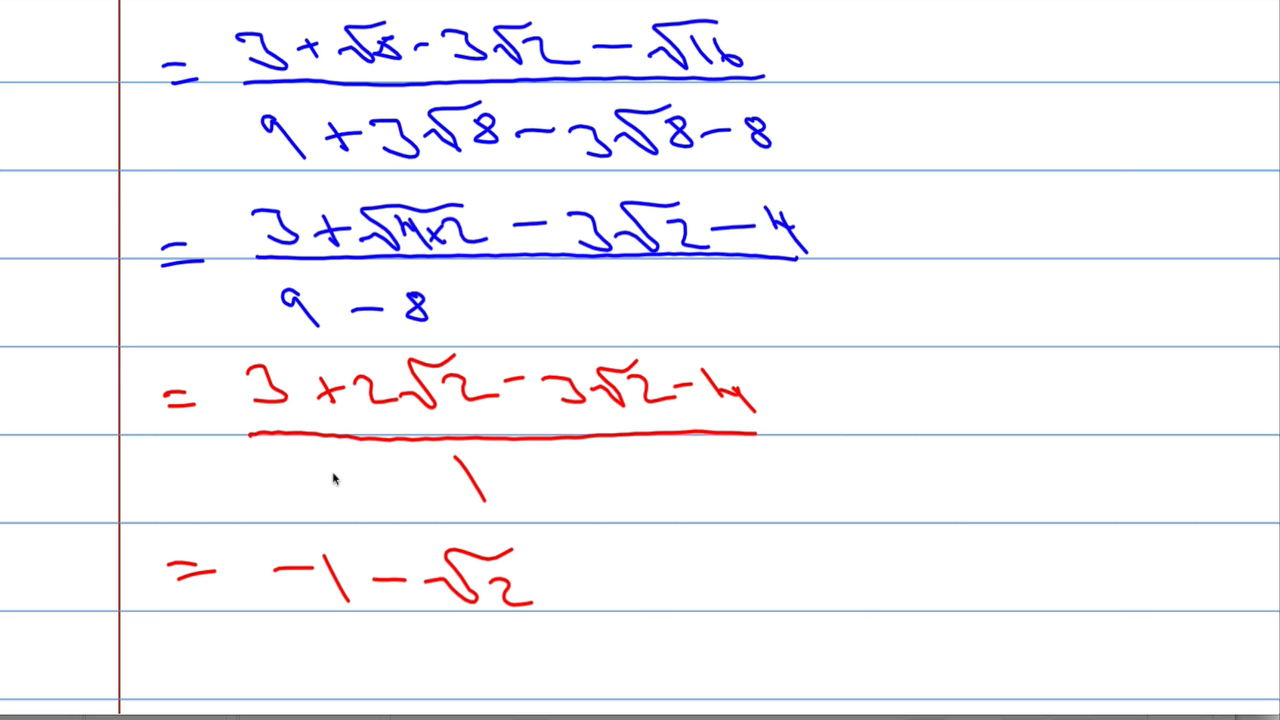 = (3 + √8 - 3√2 - √16) / (9 + 3√8 - 3√8 - 8)
= (3 + √(4×2) - 3√2 - 4) / (9 - 8)
= (3 + 2√2 - 3√2 - 4) / 1
= -1 - √2